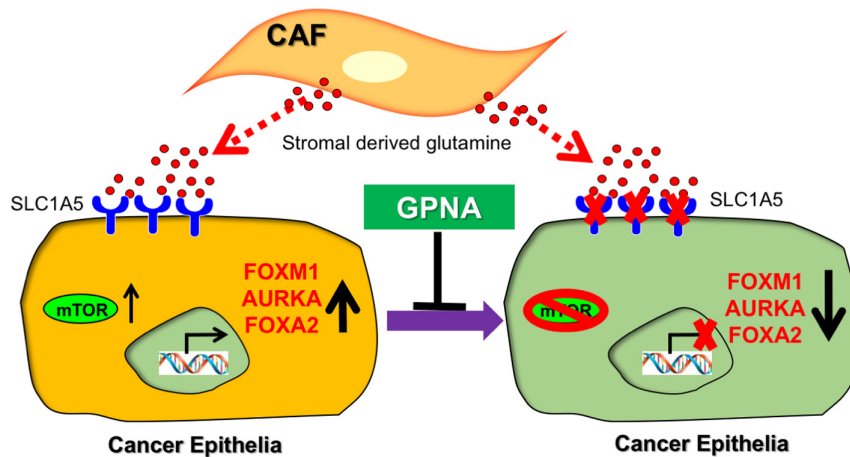 CAF
Stromal derived glutamine
SLC1A5
GPNA
SLC1A5
mTOR
FOXM1
AURKA
FOXA2
mTOR
FOXM1
AURKA
FOXA2
Cancer Epithelia
Cancer Epithelia